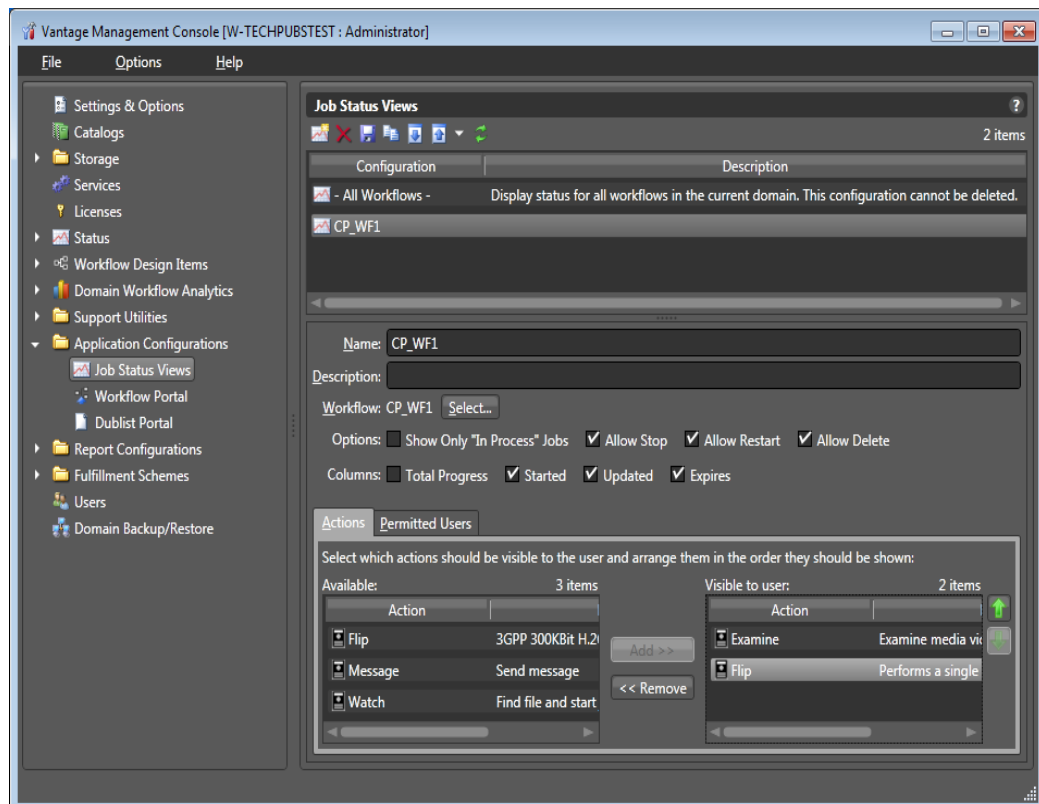 Vantage Management Console [W-TECHPUBSTEST : Administrator]
File Options Help
Settings & Options
Catalogs
Storage
Services
Licenses
Status
Workflow Design Items
Domain Workflow Analytics
Support Utilities
Application Configurations
Job Status Views
Workflow Portal
Dublist Portal
Report Configurations
Fulfillment Schemes
Users
Domain Backup/Restore
Job Status Views ?
2 items
Configuration Description
- All Workflows - Display status for all workflows in the current domain. This configuration cannot be deleted.
CP_WF1
Name: CP_WF1
Description:
Workflow: CP_WF1 Select...
Options: Show Only "In Process" Jobs Allow Stop Allow Restart Allow Delete
Columns: Total Progress Started Updated Expires
Actions Permitted Users
Select which actions should be visible to the user and arrange them in the order they should be shown:
Available: 3 items
Action
Flip 3GPP 300KBit
Message Send message
Watch Find file and start
Add >>
<< Remove
Visible to user: 2 items
Action
Examine Examine media
Flip Performs a single